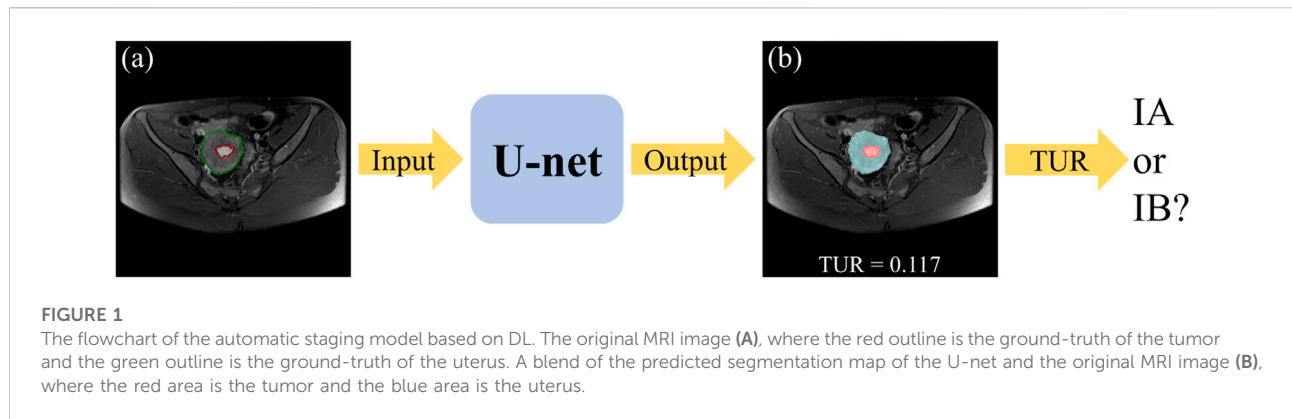 (a)
Input
U-net
Output
(b)
TUR = 0.117
TUR
IA
or
IB?
FIGURE 1
The flowchart of the automatic staging model based on DL. The original MRI image (A), where the red outline is the ground-truth of the tumor
and the green outline is the ground-truth of the uterus. A blend of the predicted segmentation map of the U-net and the original MRI image (B),
where the red area is the tumor and the blue area is the uterus.